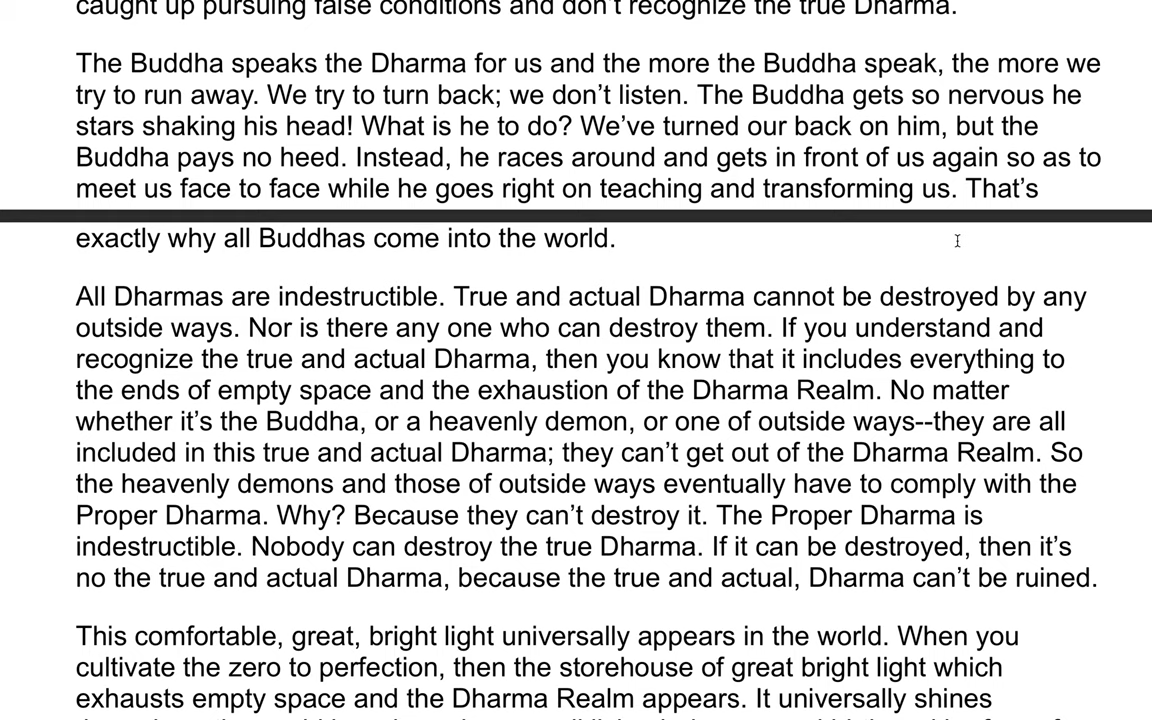 caught up pursuing false conditions and don't recognize the true Dharma.
The Buddha speaks the Dharma for us and the more the Buddha speak, the more we
try to run away. We try to turn back; we don't listen. The Buddha gets so nervous he
stars shaking his head! What is he to do? We've turned our back on him, but the
Buddha pays no heed. Instead, he races around and gets in front of us again so as to
meet us face to face while he goes right on teaching and transforming us. That's
exactly why all Buddhas come into the world.
All Dharmas are indestructible. True and actual Dharma cannot be destroyed by any
outside ways. Nor is there any one who can destroy them. If you understand and
recognize the true and actual Dharma, then you know that it includes everything to
the ends of empty space and the exhaustion of the Dharma Realm. No matter
whether it's the Buddha, or a heavenly demon, or one of outside ways--they are all
included in this true and actual Dharma; they can't get out of the Dharma Realm. So
the heavenly demons and those of outside ways eventually have to comply with the
Proper Dharma. Why? Because they can't destroy it. The Proper Dharma is
indestructible. Nobody can destroy the true Dharma. If it can be destroyed, then it's
no the true and actual Dharma, because the true and actual, Dharma can't be ruined.
This comfortable, great, bright light universally appears in the world. When you
cultivate the zero to perfection, then the storehouse of great bright light which
exhausts empty space and the Dharma Realm appears. It universally shines